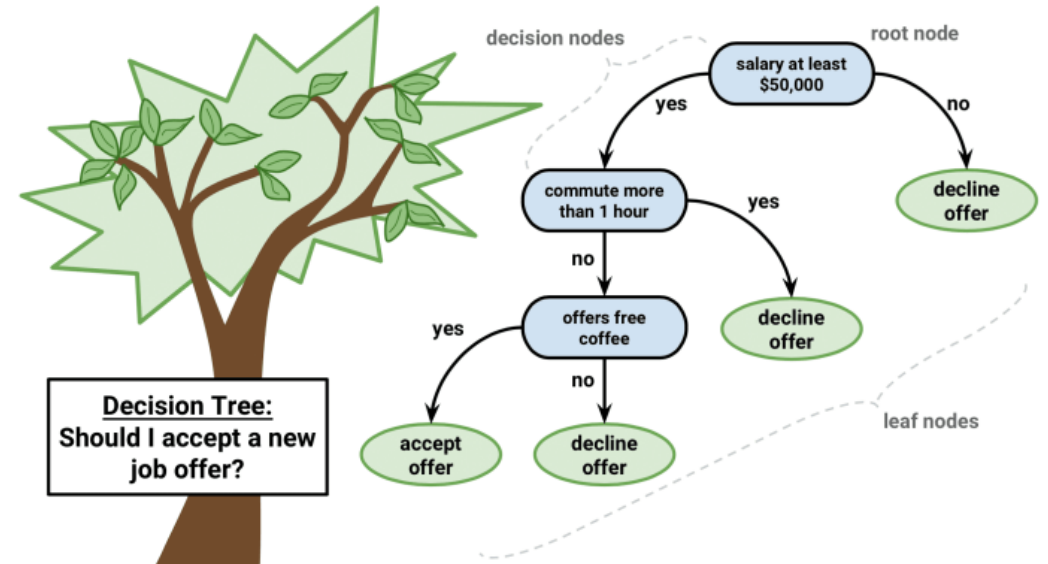 decision nodes
root node
salary at least
$50,000
yes
no
commute more
than 1 hour
decline
offer
yes
no
offers free
coffee
decline
offer
yes
no
Decision Tree:
Should I accept a new
job offer?
accept
offer
decline
offer
leaf nodes